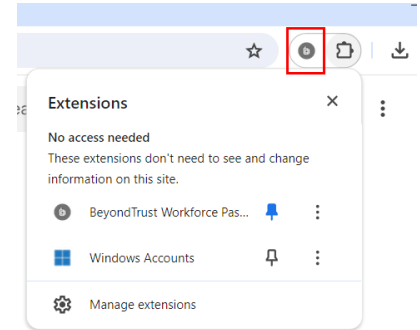 Extensions
No access needed
These extensions don't need to see and change
information on this site.
BeyondTrust Workforce Pas...
Windows Accounts
Manage extensions